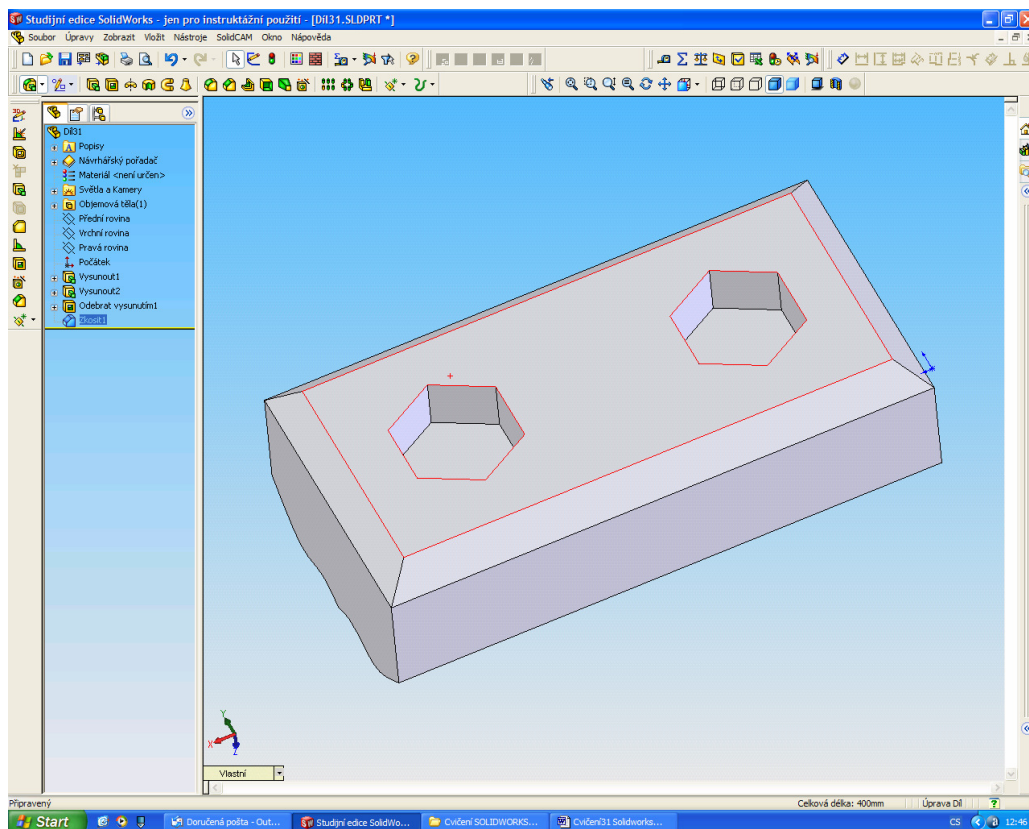 Studijní edice SolidWorks - jen pro instruktážní použití - [Díl31.SLDPRT *]
Soubor Úpravy Zobrazit Vložit Nástroje SolidCAM Okno Nápověda
Díl31
Popisy
Návrhářský pořadač
Materiál <není určen>
Světla a Kamery
Objemová těla(1)
Přední rovina
Vrchní rovina
Pravá rovina
Počátek
Vysunout1
Vysunout2
Odebrat vysunutím1
Zkosit1
Y
X
Z
Vlastní
Připravený
Celková délka: 400mm
Úprava Díl
Start
Doručená pošta - Out...
Studijní edice SolidWo...
Cvičení SOLIDWORKS...
Cvičení31 Solidworks...
CS
12:46